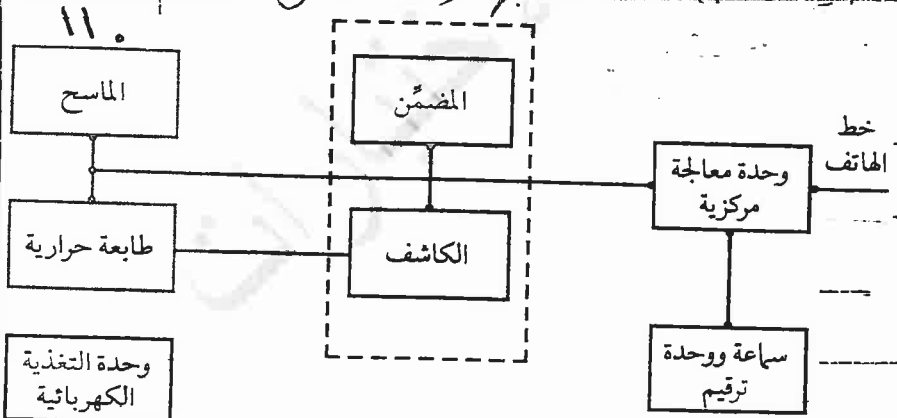 ١١٠
الماسح
المضمَّن
خط
الهاتف
وحدة معالجة
مركزية
طابعة حرارية
الكاشف
وحدة التغذية
الكهربائية
سماعة ووحدة
ترقيم